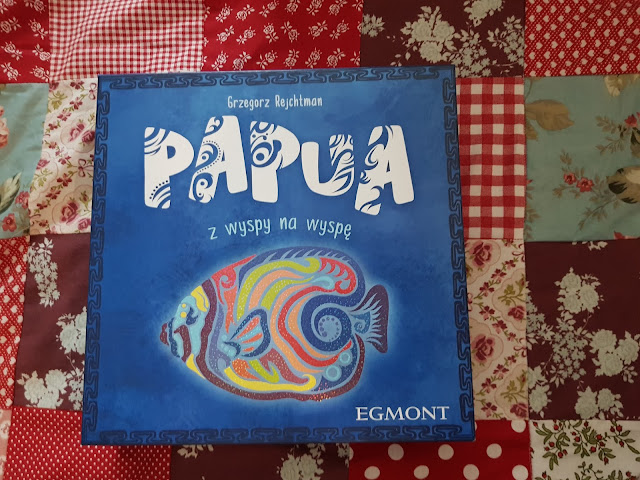 Grzegorz Rejchtman
PAPUA
z wyspy na wyspę
EGMONT